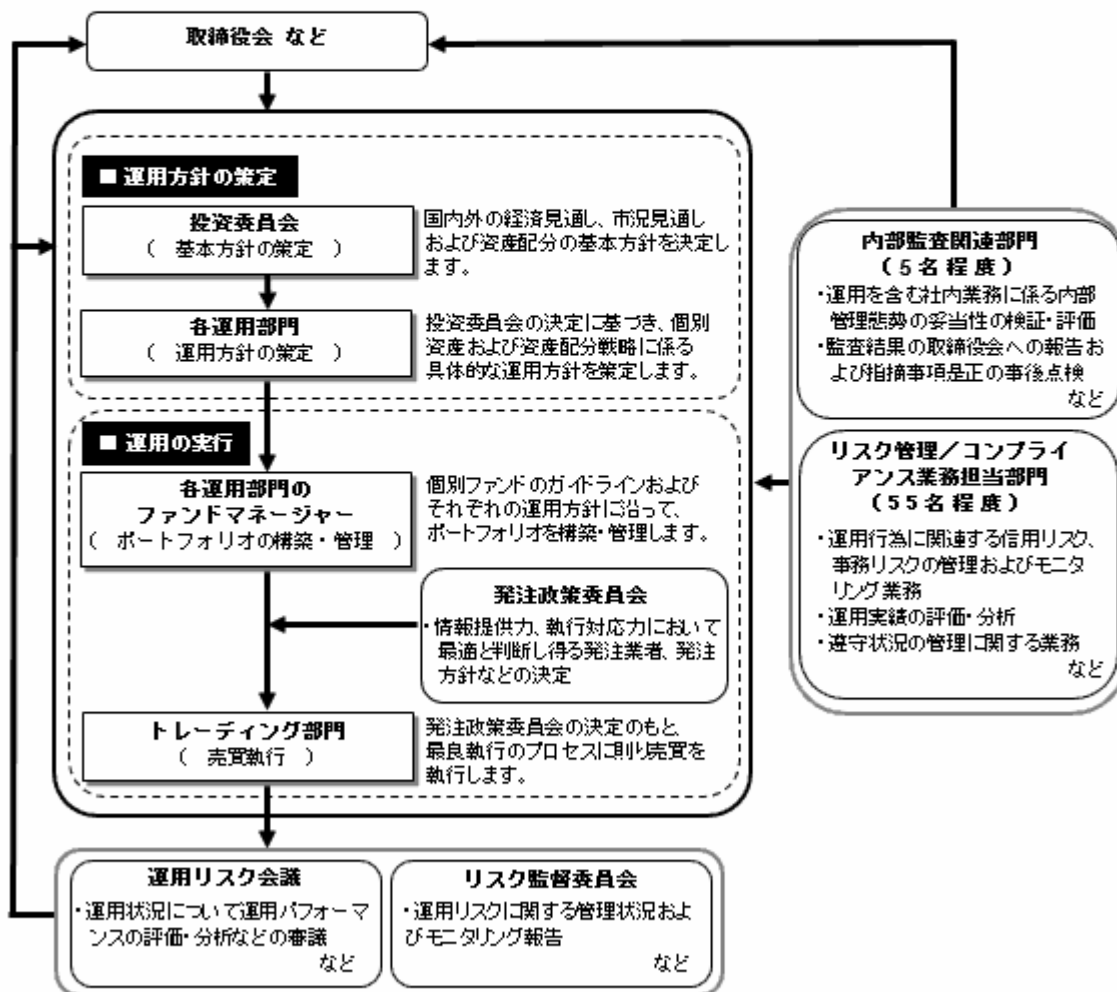 取締役会 など
■ 運用方針の策定
投資委員会
( 基本方針の策定 )
国内外の経済見通し、市況見通し
および資産配分の基本方針を決定し
ます。
各運用部門
( 運用方針の策定 )
投資委員会の決定に基づき、個別
資産および資産配分戦略に係る
具体的な運用方針を策定します。
■ 運用の実行
各運用部門の
ファンドマネージャー
( ポートフォリオの構築・管理 )
個別ファンドのガイドラインおよび
それぞれの運用方針に沿って、
ポートフォリオを構築・管理します。
発注政策委員会
・情報提供力、執行対応力において
最適と判断し得る発注業者、発注
方針などの決定
トレーディング部門
( 売買執行 )
発注政策委員会の決定のもと、
最良執行のプロセスに則り売買を
執行します。
運用リスク会議
・運用状況について運用パフォーマ
ンスの評価・分析などの審議
など
リスク監督委員会
・運用リスクに関する管理状況およ
びモニタリング報告
など
内部監査関連部門
(5名程度)
・運用を含む社内業務に係る内部
管理態勢の妥当性の検証・評価
・監査結果の取締役会への報告お
よび指摘事項是正の事後点検
など
リスク管理/コンプライ
アンス業務担当部門
(55名程度)
・運用行為に関連する信用リスク、
事務リスクの管理およびモニタ
リング業務
・運用実績の評価・分析
・遵守状況の管理に関する業務
など